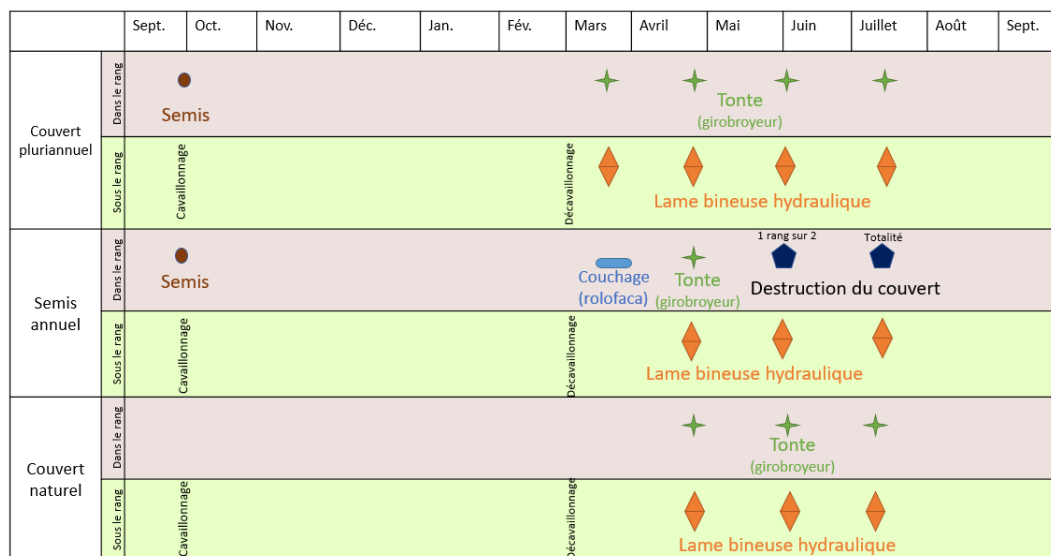 Sept. Oct. Nov. Déc. Jan. Fév. Mars Avril Mai Juin Juillet Août Sept.
Couvert
pluriannuel
Dans le rang
Semis
Tonte
(girobroyeur)
Sous le rang
Cavaillonnage
Décavaillonnage
Lame bineuse hydraulique
Semis
annuel
Dans le rang
Semis
Couchage
(rolofaca)
Tonte
(girobroyeur)
1 rang sur 2
Totalité
Destruction du couvert
Sous le rang
Cavaillonnage
Décavaillonnage
Lame bineuse hydraulique
Couvert
naturel
Dans le rang
Tonte
(girobroyeur)
Sous le rang
Cavaillonnage
Décavaillonnage
Lame bineuse hydraulique